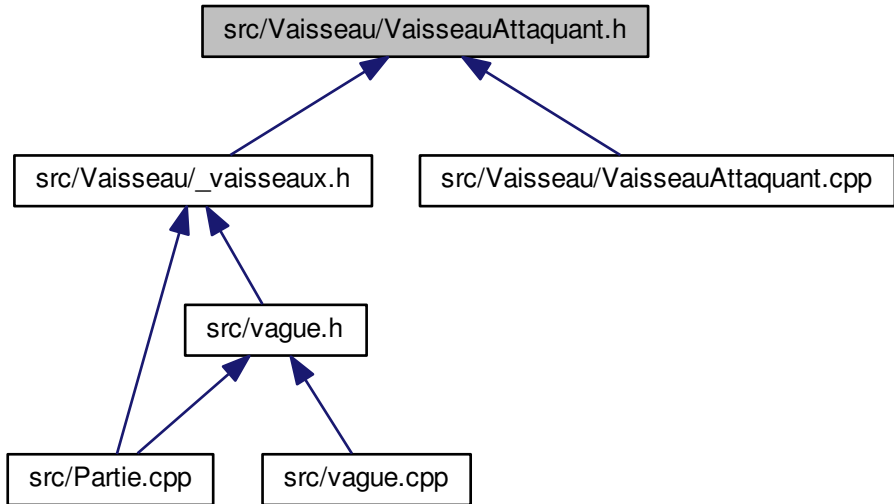 src/Vaisseau/VaisseauAttaquant.h
src/Vaisseau/_vaisseaux.h
src/Vaisseau/VaisseauAttaquant.cpp
src/vague.h
src/Partie.cpp
src/vague.cpp